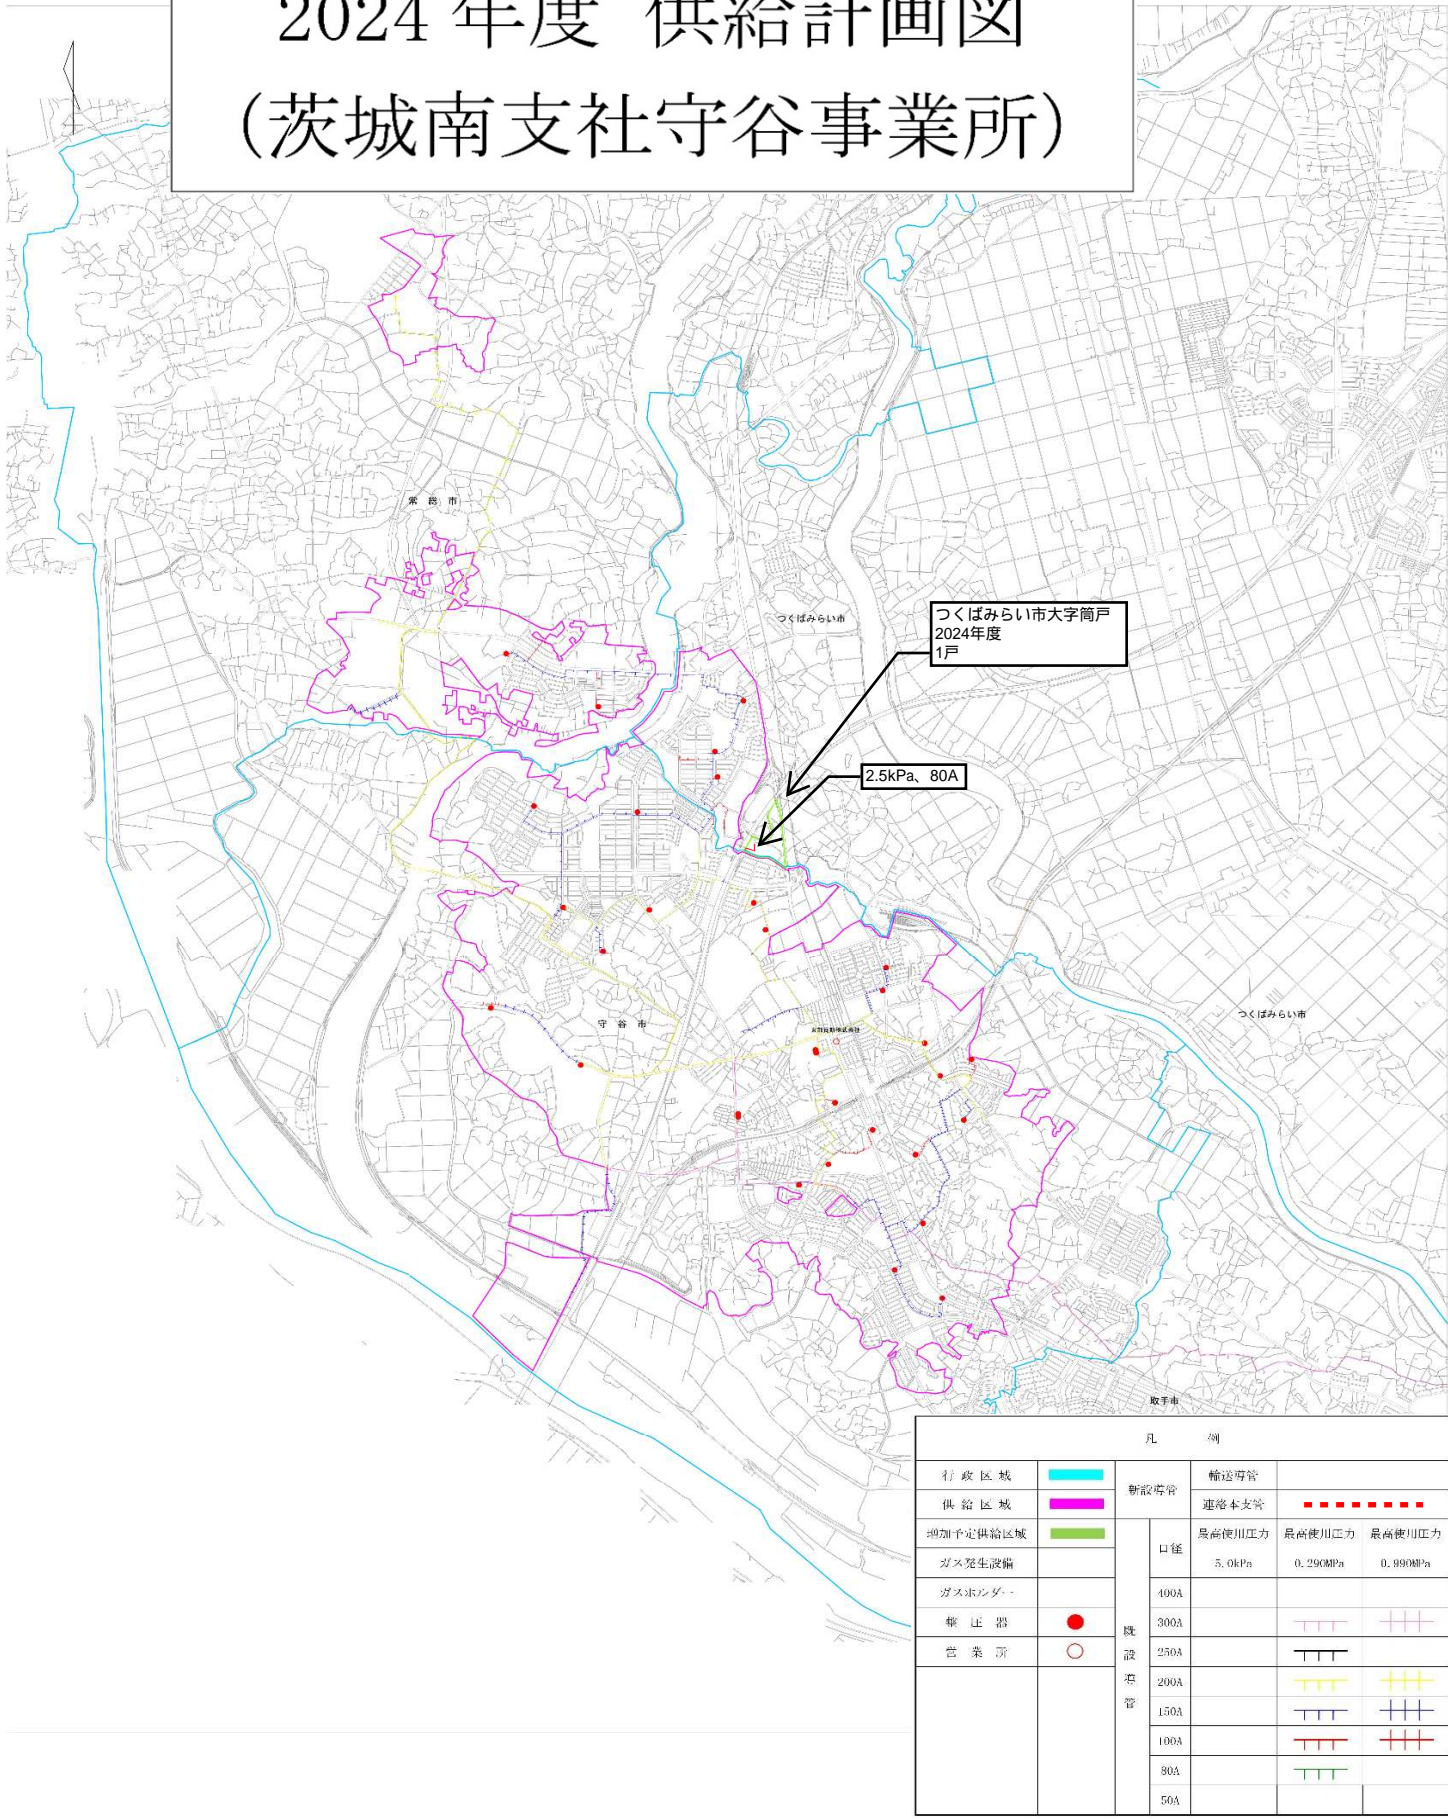 2024 年度 供給計画図
(茨城南支社守谷事業所)
常 総 市
つくばみらい市
つくばみらい市大字筒戸
2024年度
1戸
2.5kPa、80A
守 谷 市
つくばみらい市
取手市
凡 例
行 政 区 域
供 給 区 域
増加予定供給区域
ガス発生設備
ガスホルダー
整 圧 器
営 業 所
新設導管
輸送導管
連絡本支管
既設導管
口径
最高使用圧力
5.0kPa
最高使用圧力
0.290MPa
最高使用圧力
0.990MPa
400A
300A
250A
200A
150A
100A
80A
50A